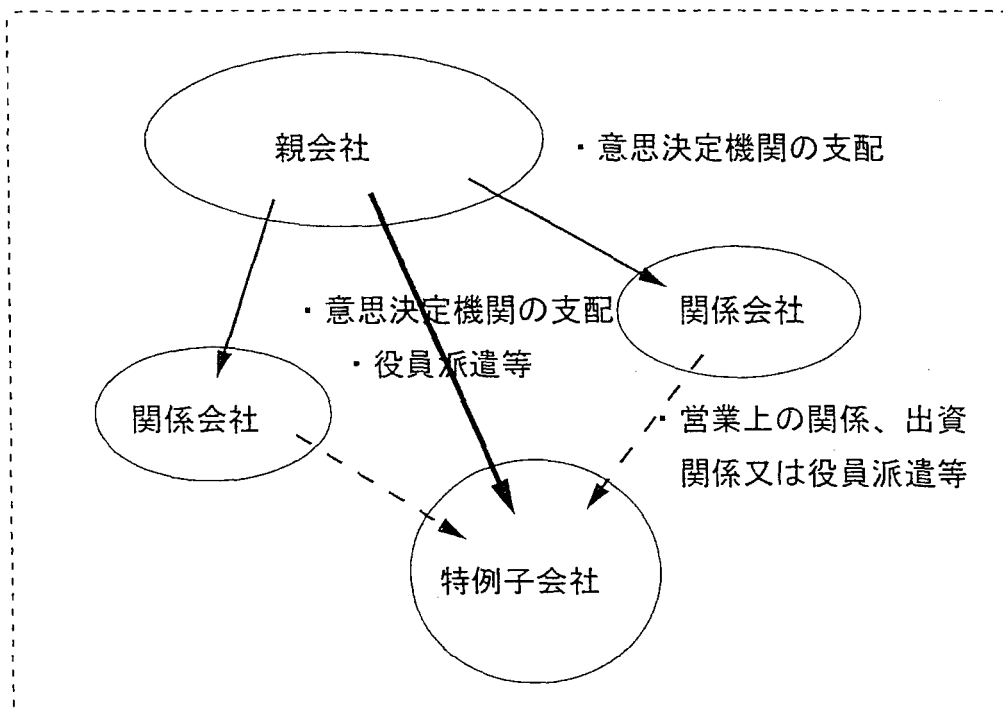 親会社
・意思決定機関の支配
・意思決定機関の支配
・役員派遣等
関係会社
関係会社
・営業上の関係、出資
関係又は役員派遣等
特例子会社